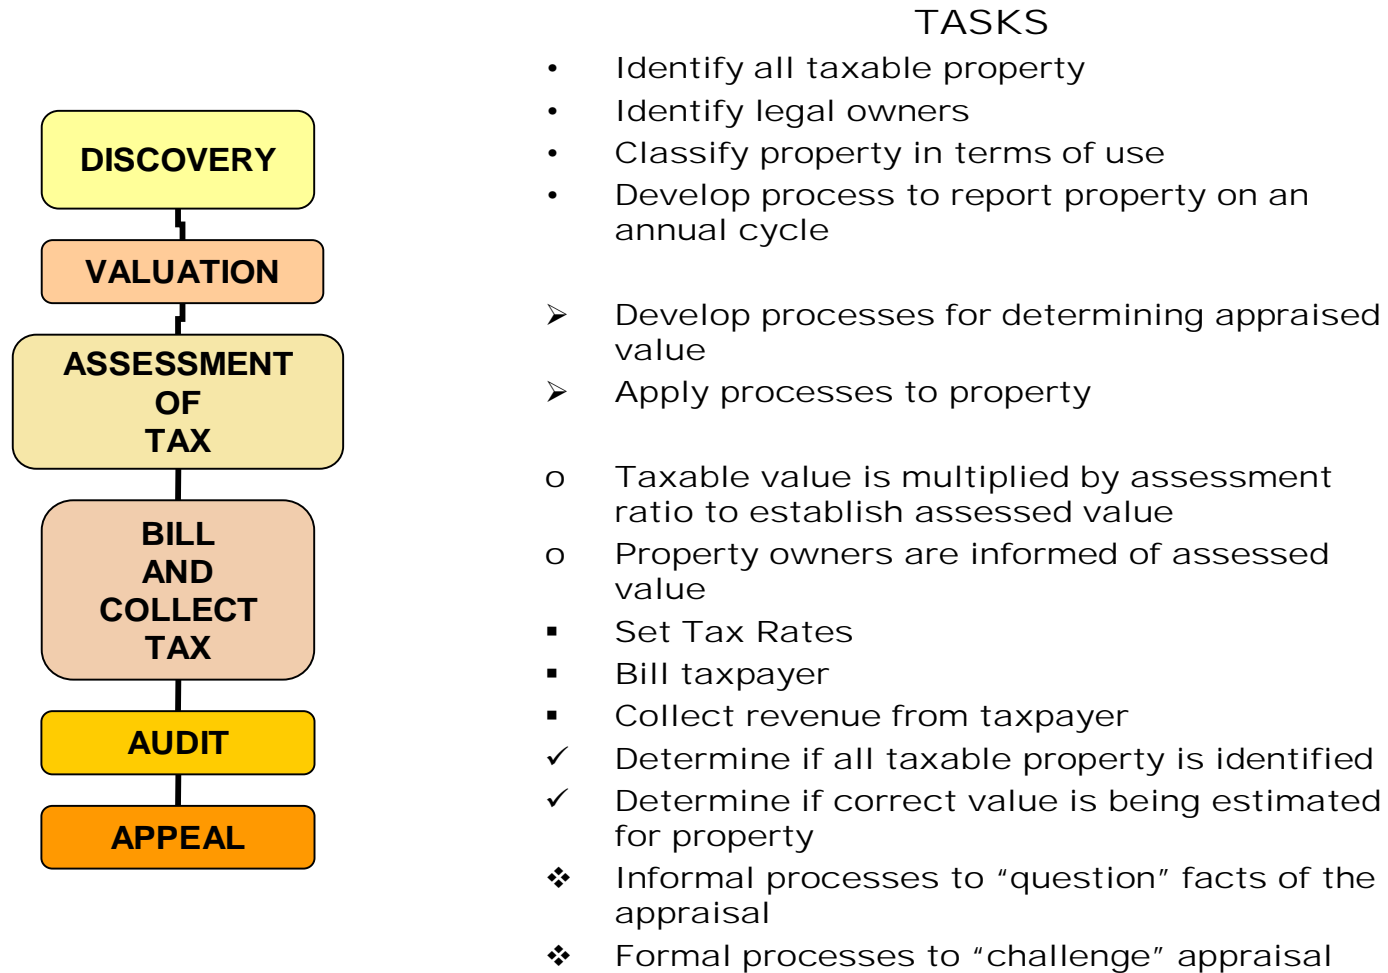 TASKS
DISCOVERY
VALUATION
ASSESSMENT
OF
TAX
BILL
AND
COLLECT
TAX
AUDIT
APPEAL
• Identify all taxable property
• Identify legal owners
• Classify property in terms of use
• Develop process to report property on an
annual cycle
➢ Develop processes for determining appraised
value
➢ Apply processes to property
o Taxable value is multiplied by assessment
ratio to establish assessed value
o Property owners are informed of assessed
value
▪ Set Tax Rates
▪ Bill taxpayer
▪ Collect revenue from taxpayer
✓ Determine if all taxable property is identified
✓ Determine if correct value is being estimated
for property
❖ Informal processes to “question” facts of the
appraisal
❖ Formal processes to “challenge” appraisal